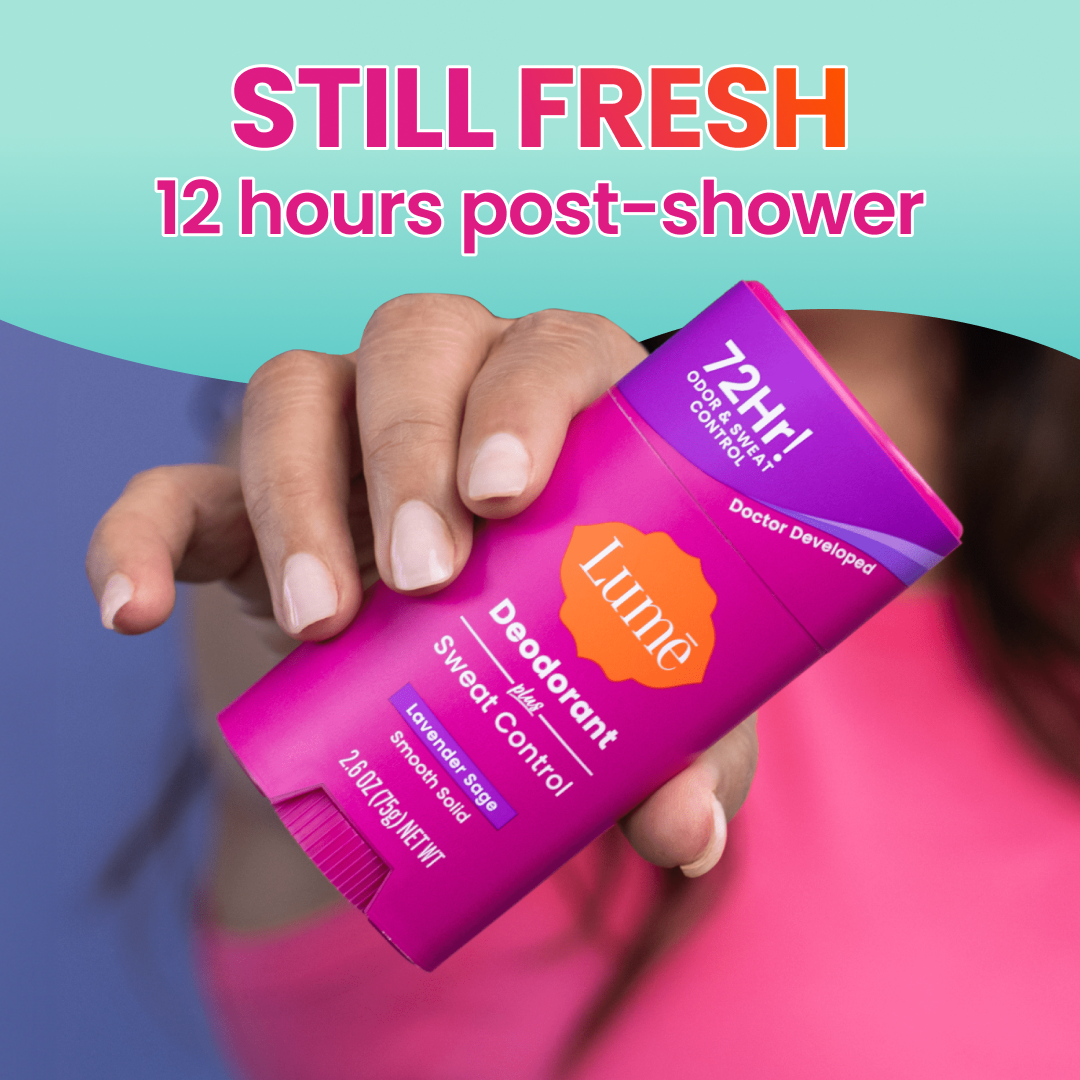 STILL FRESH
12 hours post-shower
72Hr!
ODOR & SWEAT
CONTROL
Doctor Developed
Lumē
Deodorant
plus
Sweat Control
Lavender Sage
Smooth Solid
2.6 OZ (75g) NET WT